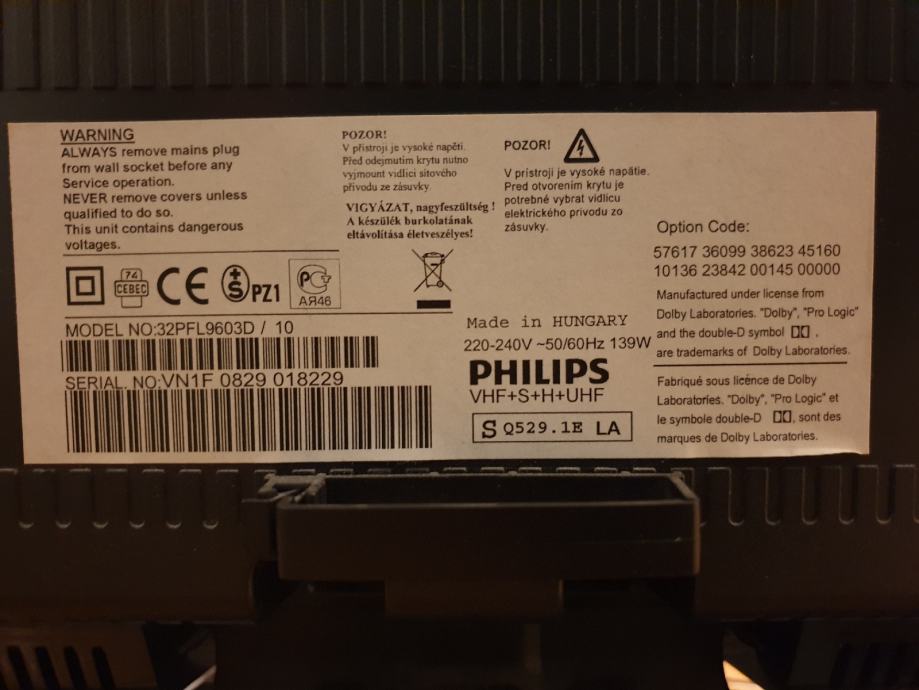 WARNING
ALWAYS remove mains plug
from wall socket before any
Service operation.
NEVER remove covers unless
qualified to do so.
This unit contains dangerous
voltages.
POZOR!
V přístroji je vysoké napětí.
Před odejmutím krytu nutno
vyjmount vidlici síťového
přívodu ze zásuvky.
VIGYÁZAT, nagyfeszültség !
A készülék burkolatának
eltávolítása életveszélyes!
POZOR!
V prístroji je vysoké napätie.
Pred otvorením krytu je
potrebné vybrat vidlicu
elektrického prívodu zo
zásuvky.
Option Code:
57617 36099 38623 45160
10136 23842 00145 00000
Manufactured under license from
Dolby Laboratories. "Dolby", "Pro Logic"
and the double-D symbol ,
are trademarks of Dolby Laboratories.
Fabriqué sous licence de Dolby
Laboratories. "Dolby", "Pro Logic" et
le symbole double-D , sont des
marques de Dolby Laboratories.
74
CEBEC
CE
S PZ1
АЯ46
MODEL NO:32PFL9603D / 10
SERIAL. NO:VN1F 0829 018229
Made in HUNGARY
220-240V ~50/60Hz 139W
PHILIPS
VHF+S+H+UHF
S Q529.1E LA